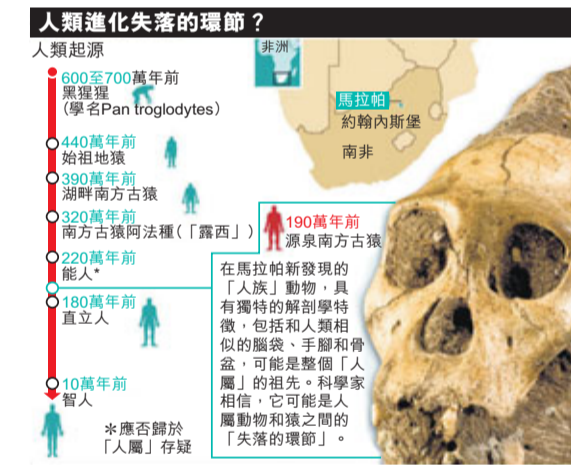 人類進化失落的環節？
人類起源
600至700萬年前
黑猩猩
（學名Pan troglodytes）
440萬年前
始祖地猿
390萬年前
湖畔南方古猿
320萬年前
南方古猿阿法種（「露西」）
220萬年前
能人*
180萬年前
直立人
10萬年前
智人
＊應否歸於
「人屬」存疑
非洲
馬拉帕
約翰內斯堡
南非
190萬年前
源泉南方古猿
在馬拉帕新發現的
「人族」動物，具
有獨特的解剖學特
徵，包括和人類相
似的腦袋、手腳和骨
盆，可能是整個「人
屬」的祖先。科學家
相信，它可能是人
屬動物和猿之間的
「失落的環節」。